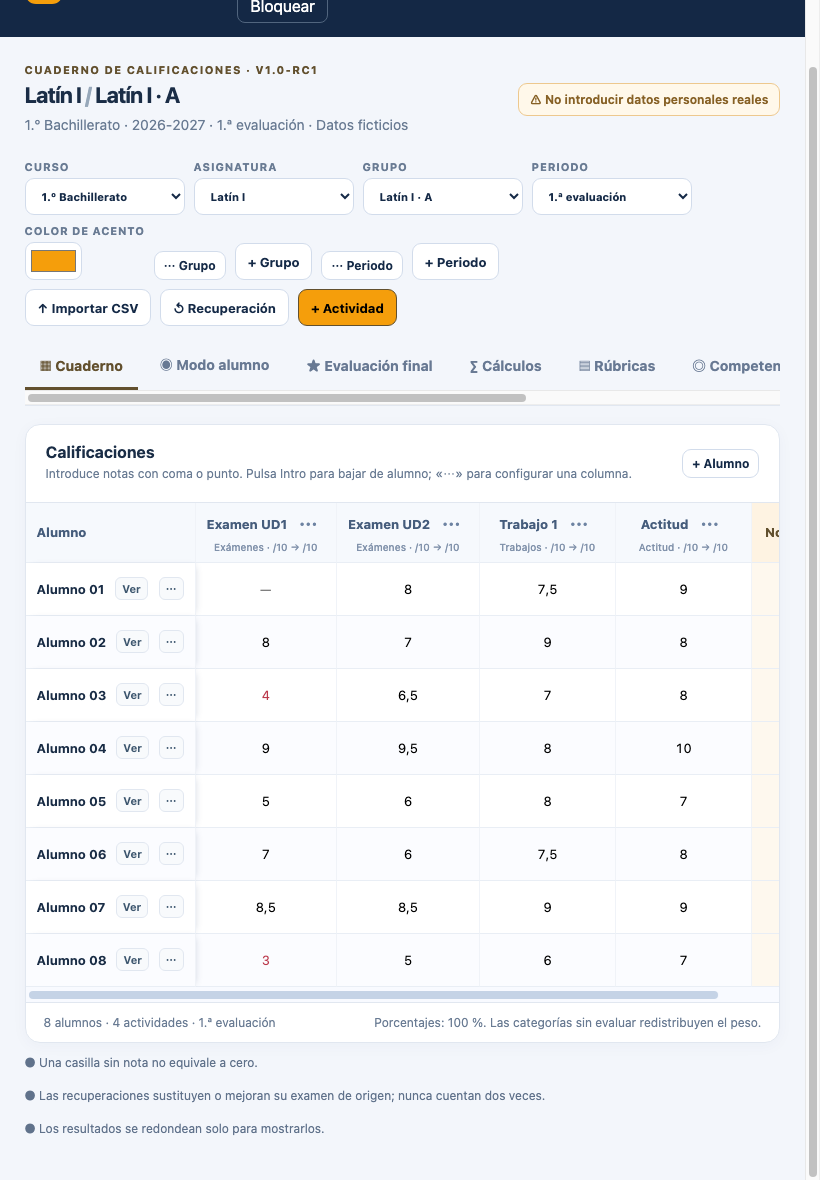 Bloquear
CUADERNO DE CALIFICACIONES · V1.0-RC1
Latín I / Latín I · A
⚠ No introducir datos personales reales
1.º Bachillerato · 2026-2027 · 1.ª evaluación · Datos ficticios
CURSO ASIGNATURA GRUPO PERIODO
1.º Bachillerato Latín I Latín I · A 1.ª evaluación
COLOR DE ACENTO
··· Grupo + Grupo ··· Periodo + Periodo
↑ Importar CSV ↺ Recuperación + Actividad
▦ Cuaderno ◉ Modo alumno ★ Evaluación final ∑ Cálculos ▤ Rúbricas ◎ Competen
Calificaciones
Introduce notas con coma o punto. Pulsa Intro para bajar de alumno; «···» para configurar una columna.
+ Alumno
Alumno Examen UD1 ••• Examen UD2 ••• Trabajo 1 ••• Actitud ••• No
Exámenes · /10 → /10 Exámenes · /10 → /10 Trabajos · /10 → /10 Actitud · /10 → /10
Alumno 01 Ver ··· — 8 7,5 9
Alumno 02 Ver ··· 8 7 9 8
Alumno 03 Ver ··· 4 6,5 7 8
Alumno 04 Ver ··· 9 9,5 8 10
Alumno 05 Ver ··· 5 6 8 7
Alumno 06 Ver ··· 7 6 7,5 8
Alumno 07 Ver ··· 8,5 8,5 9 9
Alumno 08 Ver ··· 3 5 6 7
8 alumnos · 4 actividades · 1.ª evaluación Porcentajes: 100 %. Las categorías sin evaluar redistribuyen el peso.
● Una casilla sin nota no equivale a cero.
● Las recuperaciones sustituyen o mejoran su examen de origen; nunca cuentan dos veces.
● Los resultados se redondean solo para mostrarlos.